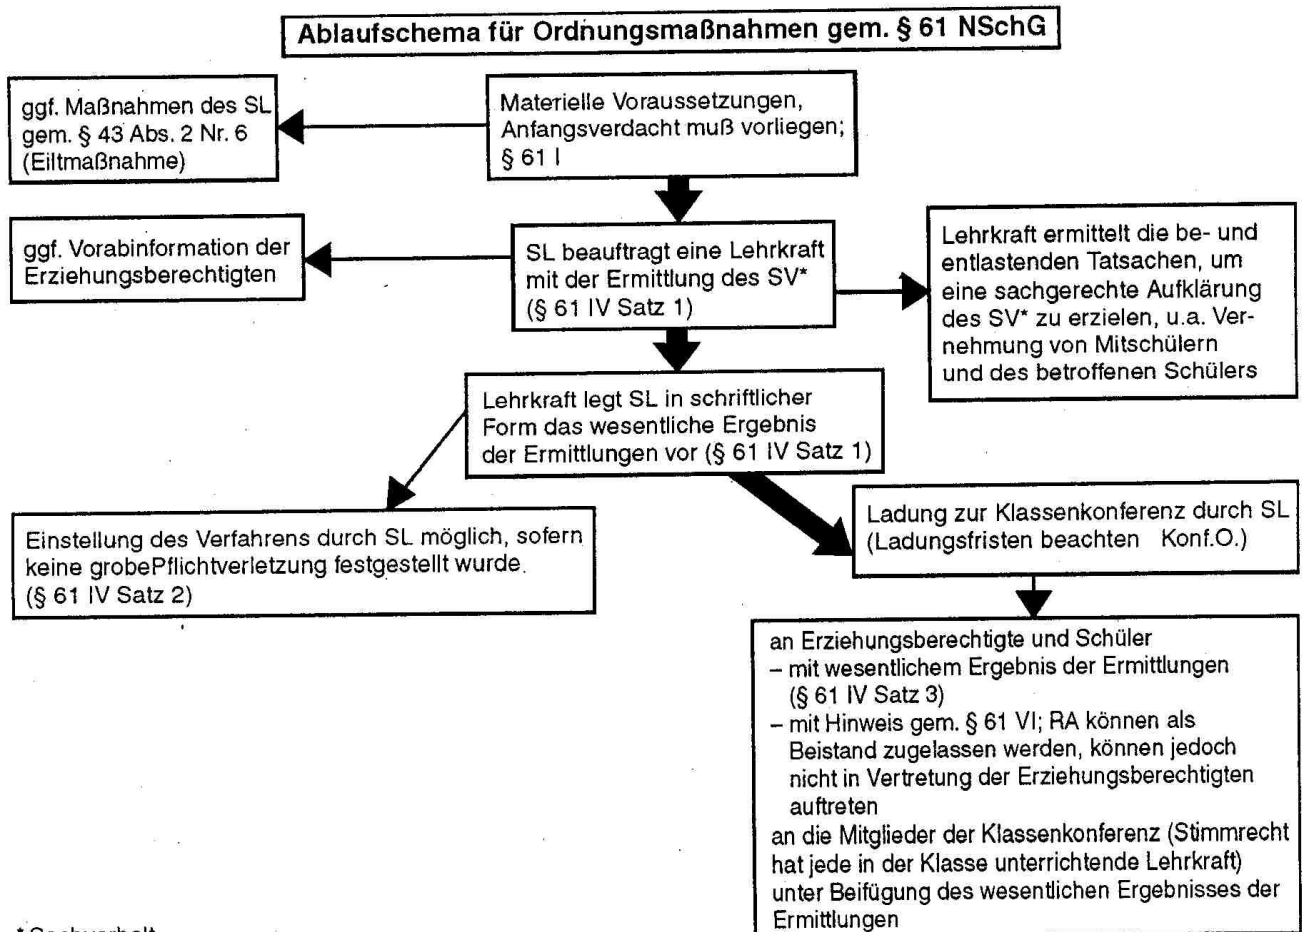 Ablaufschema für Ordnungsmaßnahmen gem. § 61 NSchG
ggf. Maßnahmen des SL
gem. § 43 Abs. 2 Nr. 6
(Eiltmaßnahme)
Materielle Voraussetzungen,
Anfangsverdacht muß vorliegen;
§ 61 I
ggf. Vorabinformation der
Erziehungsberechtigten
SL beauftragt eine Lehrkraft
mit der Ermittlung des SV*
(§ 61 IV Satz 1)
Lehrkraft ermittelt die be- und
entlastenden Tatsachen, um
eine sachgerechte Aufklärung
des SV* zu erzielen, u.a. Ver-
nehmung von Mitschülern
und des betroffenen Schülers
Lehrkraft legt SL in schriftlicher
Form das wesentliche Ergebnis
der Ermittlungen vor (§ 61 IV Satz 1)
Einstellung des Verfahrens durch SL möglich, sofern
keine grobePflichtverletzung festgestellt wurde.
(§ 61 IV Satz 2)
Ladung zur Klassenkonferenz durch SL
(Ladungsfristen beachten Konf.O.)
an Erziehungsberechtigte und Schüler
– mit wesentlichem Ergebnis der Ermittlungen
(§ 61 IV Satz 3)
– mit Hinweis gem. § 61 VI; RA können als
Beistand zugelassen werden, können jedoch
nicht in Vertretung der Erziehungsberechtigten
auftreten
an die Mitglieder der Klassenkonferenz (Stimmrecht
hat jede in der Klasse unterrichtende Lehrkraft)
unter Beifügung des wesentlichen Ergebnisses der
Ermittlungen
* Sachverhalt